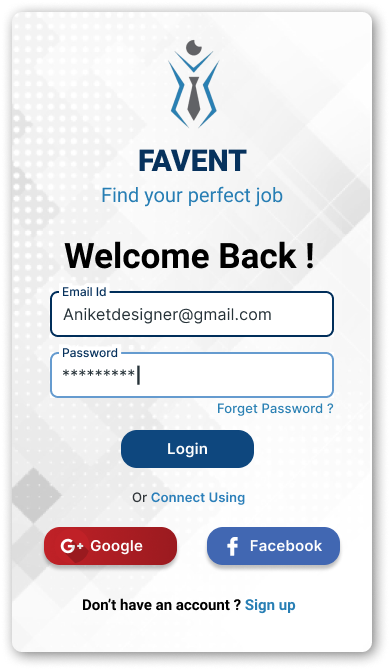 FAVENT
Find your perfect job
Welcome Back !
Email Id
Aniketdesigner@gmail.com
Password
*********
Forget Password ?
Login
Or Connect Using
G+ Google
f Facebook
Don’t have an account ? Sign up